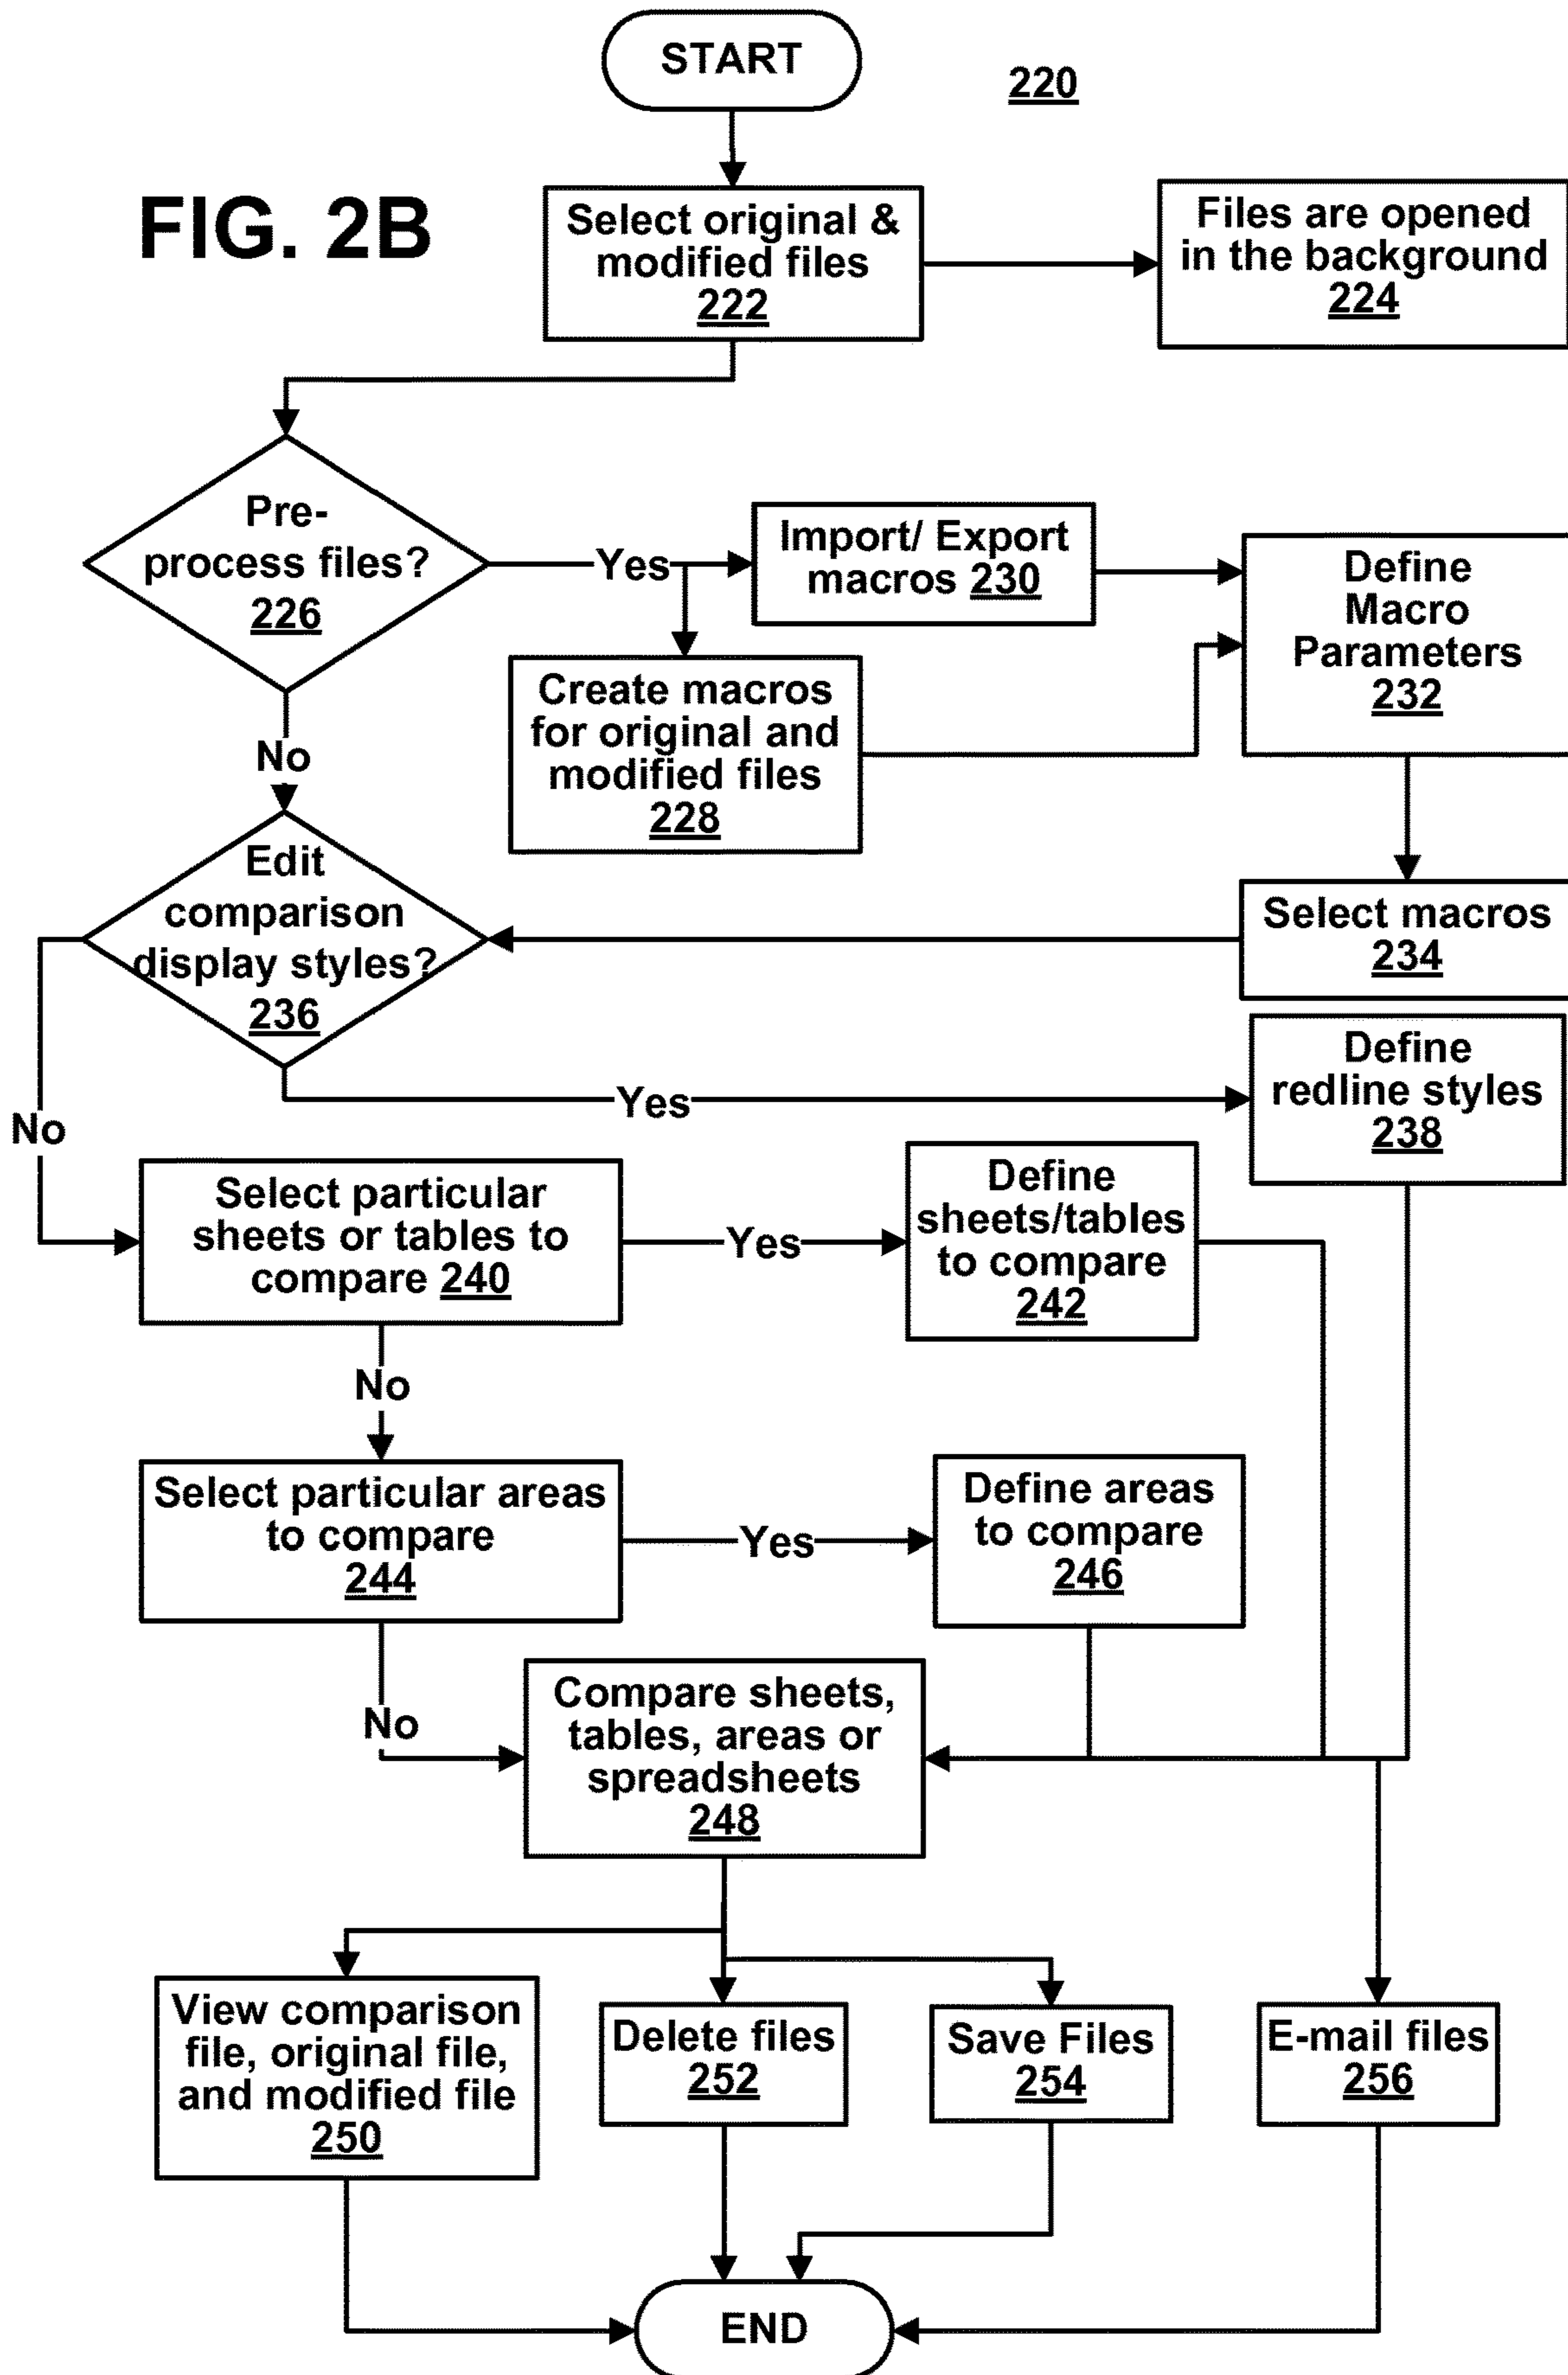 START
220
FIG. 2B
Select original &
modified files
222
Files are opened
in the background
224
Pre-
process files?
226
Yes
Import/ Export
macros 230
Define
Macro
Parameters
232
Create macros
for original and
modified files
228
No
Edit
comparison
display styles?
236
Select macros
234
Yes
Define
redline styles
238
No
Select particular
sheets or tables to
compare 240
Yes
Define
sheets/tables
to compare
242
No
Select particular areas
to compare
244
Yes
Define areas
to compare
246
No
Compare sheets,
tables, areas or
spreadsheets
248
View comparison
file, original file,
and modified file
250
Delete files
252
Save Files
254
E-mail files
256
END